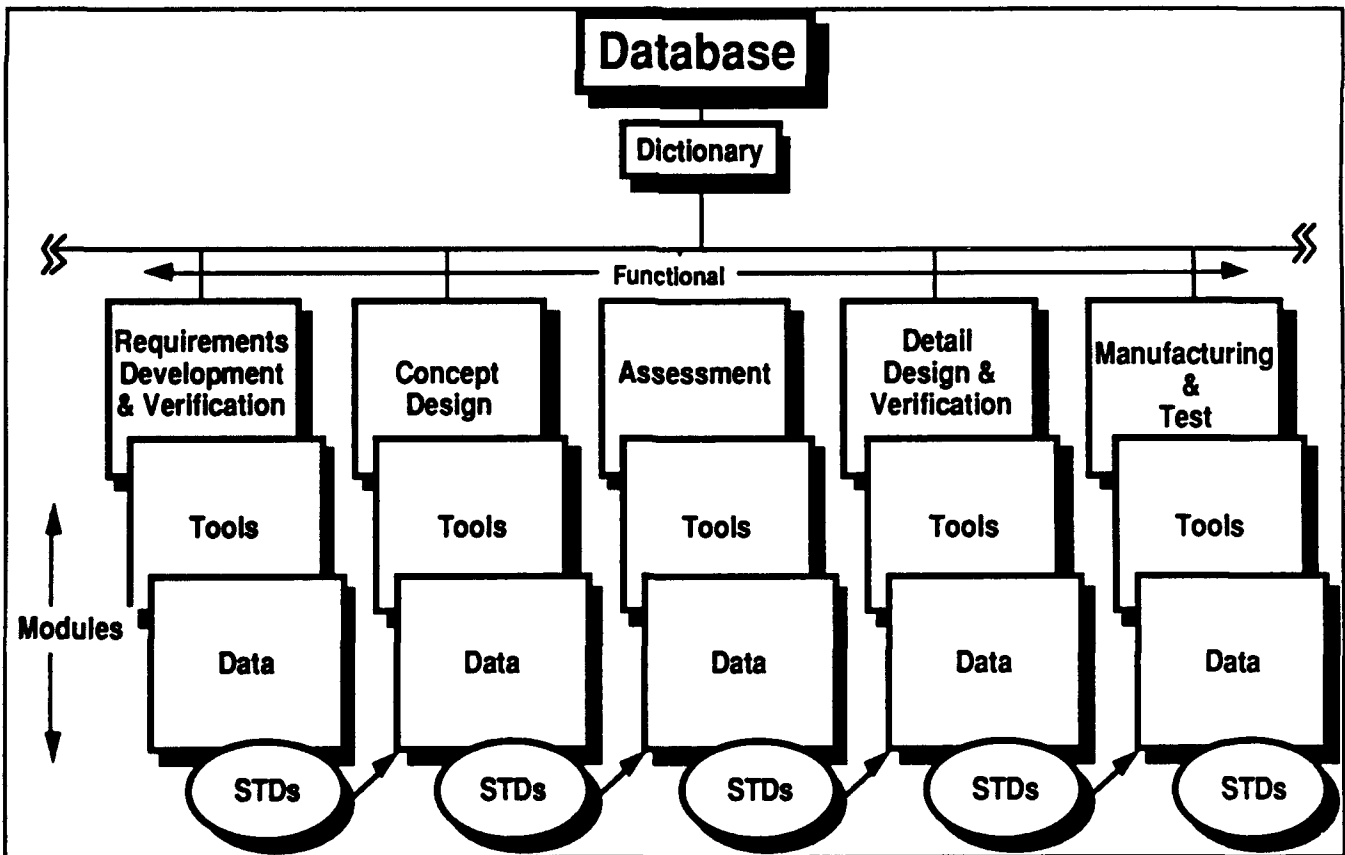 Database
Dictionary
Functional
Requirements
Development
& Verification
Concept
Design
Assessment
Detail
Design &
Verification
Manufacturing
&
Test
Tools
Tools
Tools
Tools
Tools
Modules
Data
Data
Data
Data
Data
STDs
STDs
STDs
STDs
STDs